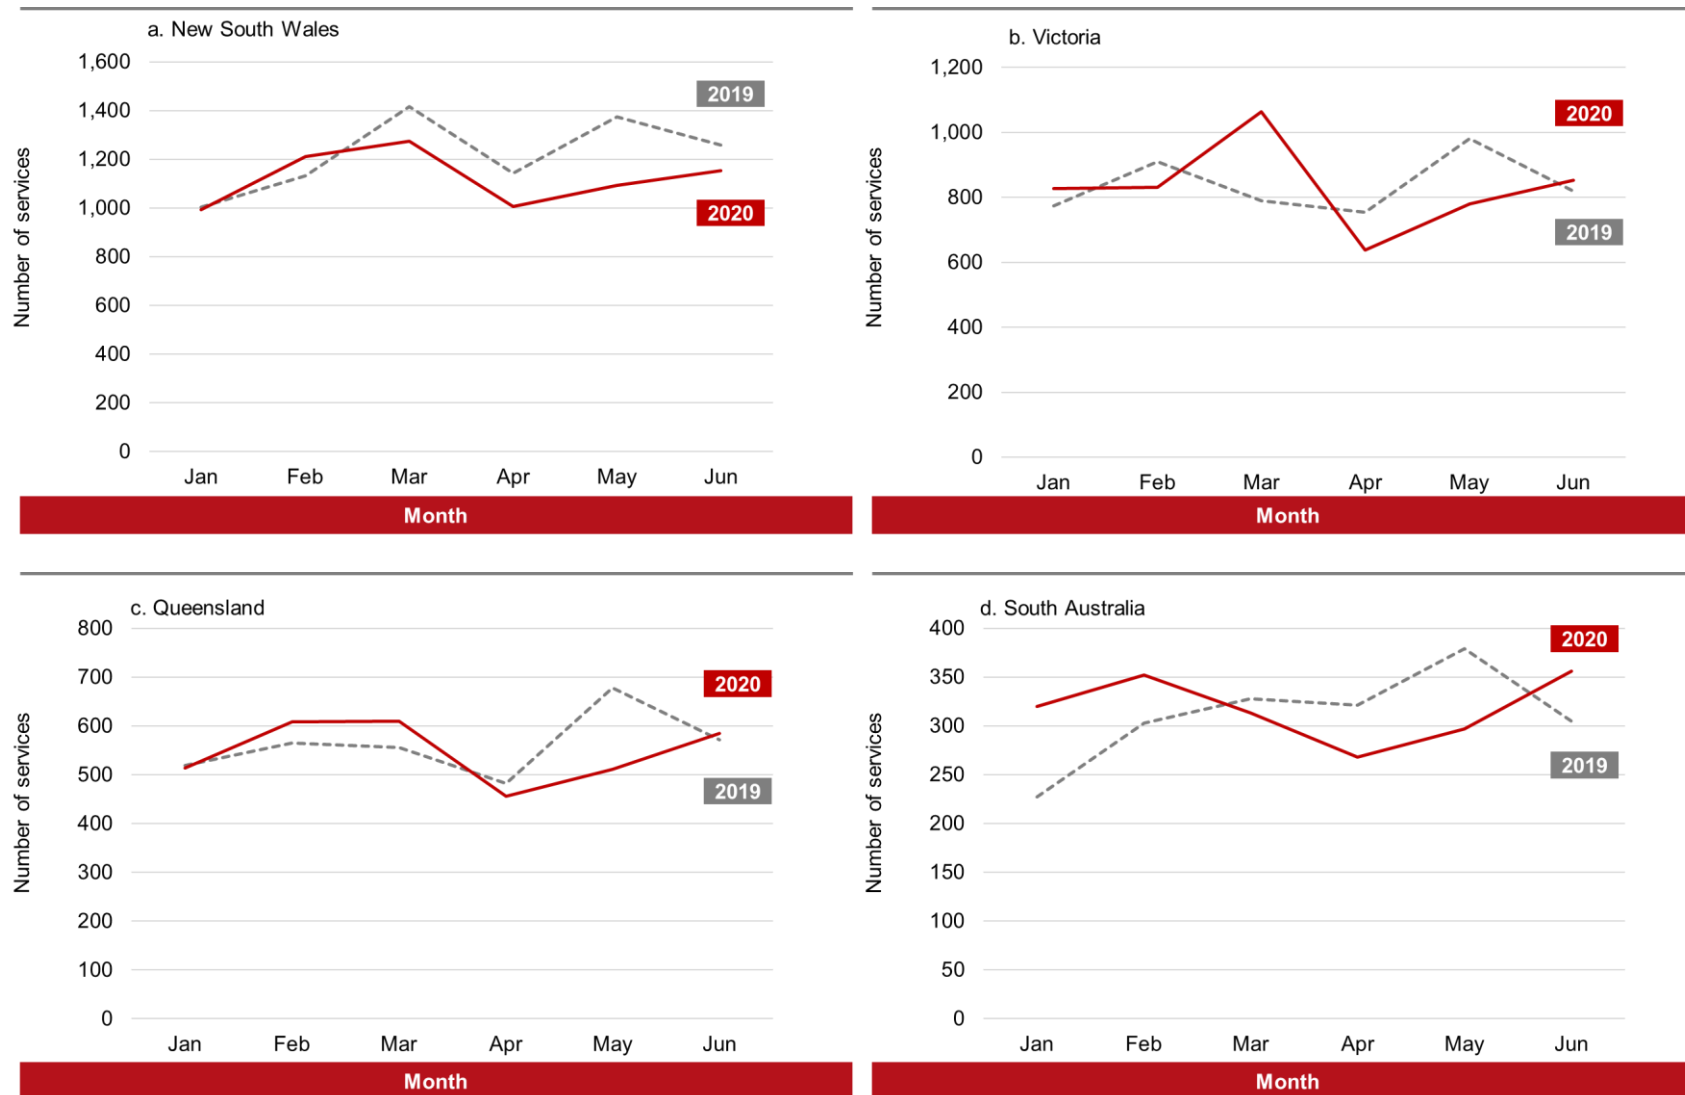 a. New South Wales
Number of services
1,600
1,400
1,200
1,000
800
600
400
200
0
2019
2020
Jan Feb Mar Apr May Jun
Month
b. Victoria
Number of services
1,200
1,000
800
600
400
200
0
2020
2019
Jan Feb Mar Apr May Jun
Month
c. Queensland
Number of services
800
700
600
500
400
300
200
100
0
2020
2019
Jan Feb Mar Apr May Jun
Month
d. South Australia
Number of services
400
350
300
250
200
150
100
50
0
2020
2019
Jan Feb Mar Apr May Jun
Month